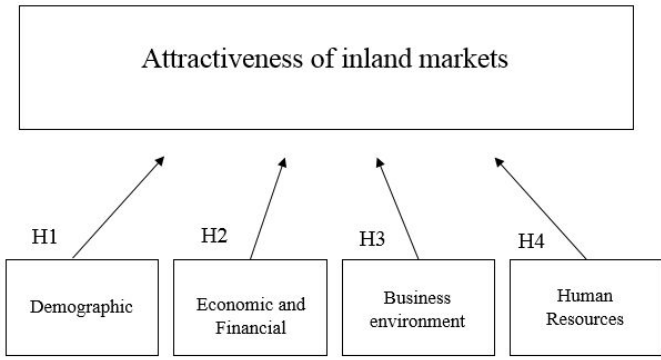 Attractiveness of inland markets
H1
H2
H3
H4
Demographic
Economic and
Financial
Business
environment
Human
Resources